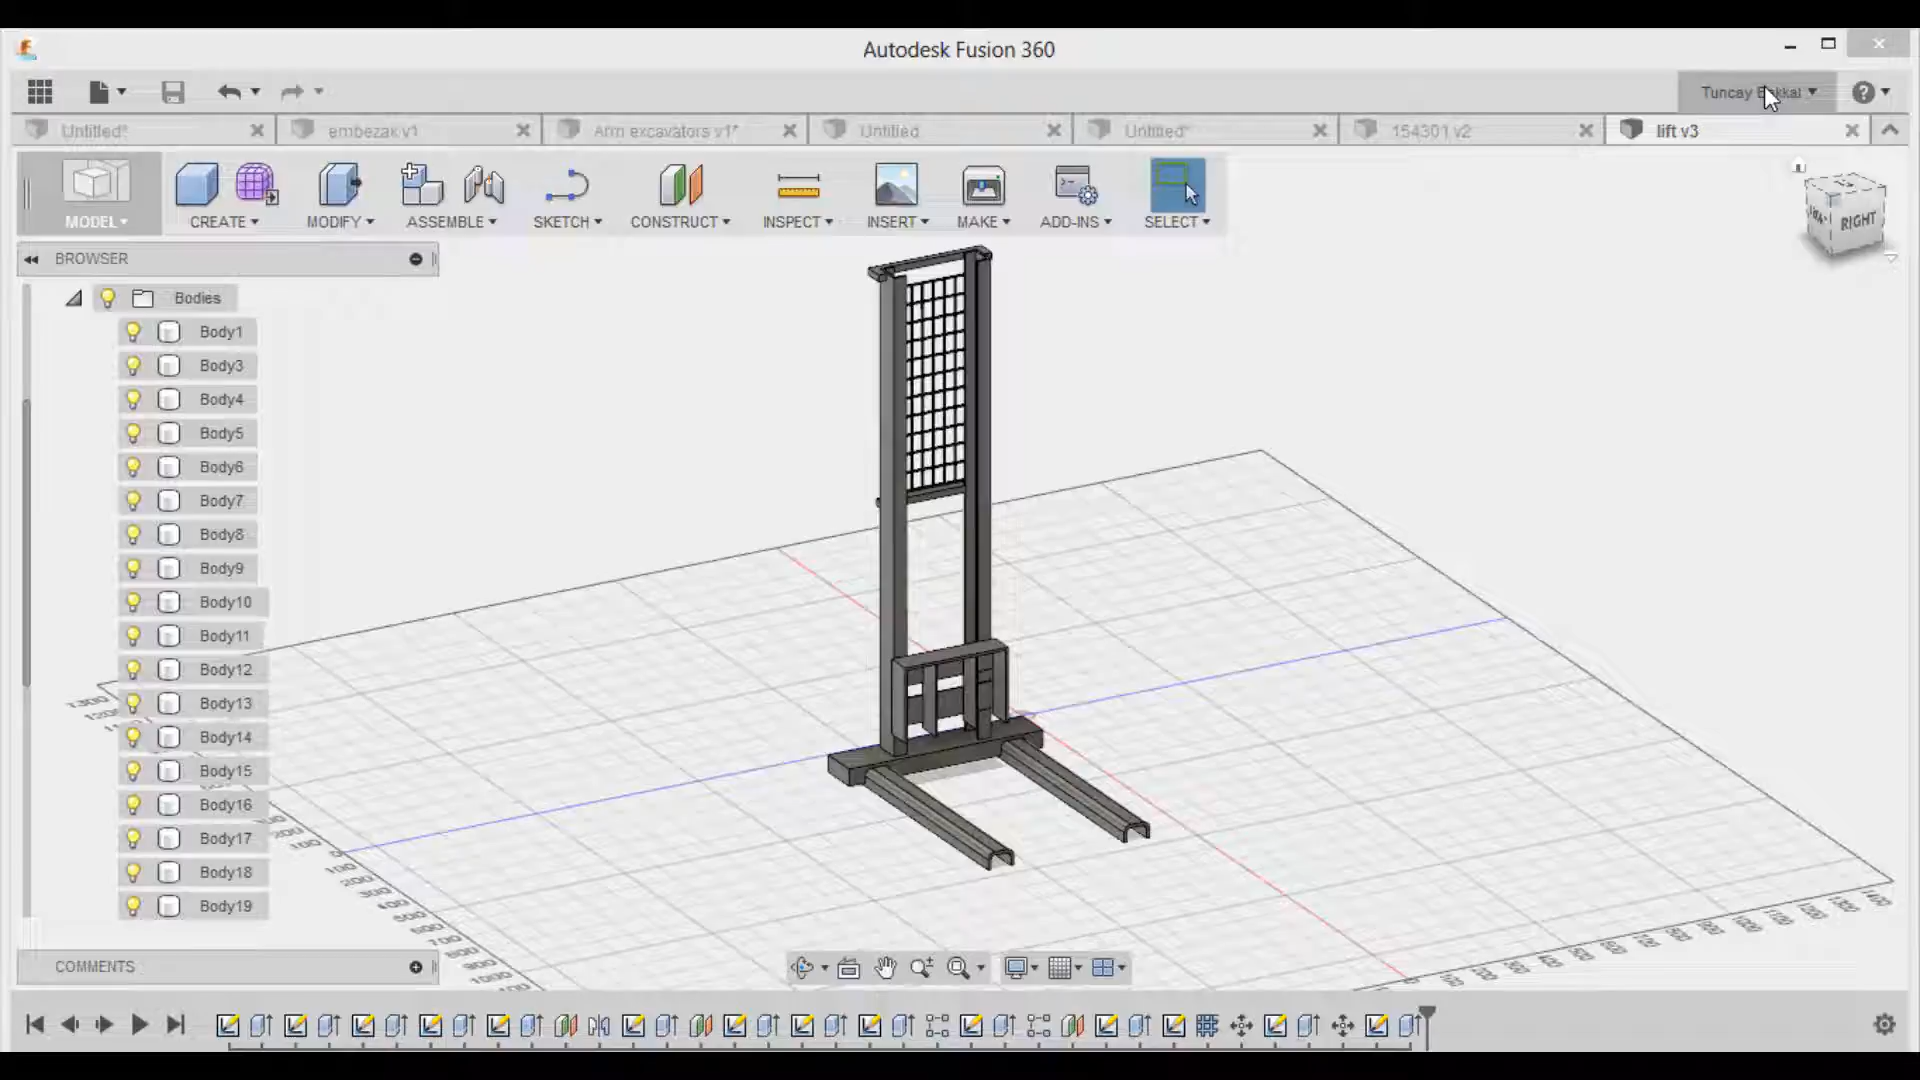 Autodesk Fusion 360
Tuncay
Untitled*
embezak v1
Arm excavators v1*
Untitled
Untitled*
154301 v2
lift v3
MODEL
CREATE
MODIFY
ASSEMBLE
SKETCH
CONSTRUCT
INSPECT
INSERT
MAKE
ADD-INS
SELECT
RIGHT
BROWSER
Bodies
Body1
Body3
Body4
Body5
Body6
Body7
Body8
Body9
Body10
Body11
Body12
Body13
Body14
Body15
Body16
Body17
Body18
Body19
COMMENTS